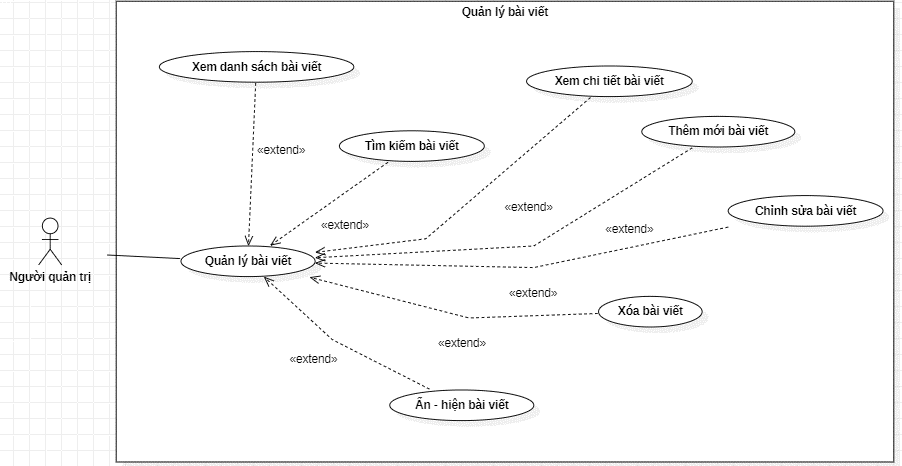 Quản lý bài viết
Xem danh sách bài viết
Xem chi tiết bài viết
Thêm mới bài viết
Tìm kiếm bài viết
«extend»
«extend»
Chỉnh sửa bài viết
«extend»
«extend»
Quản lý bài viết
Người quản trị
«extend»
Xóa bài viết
«extend»
«extend»
Ẩn - hiện bài viết